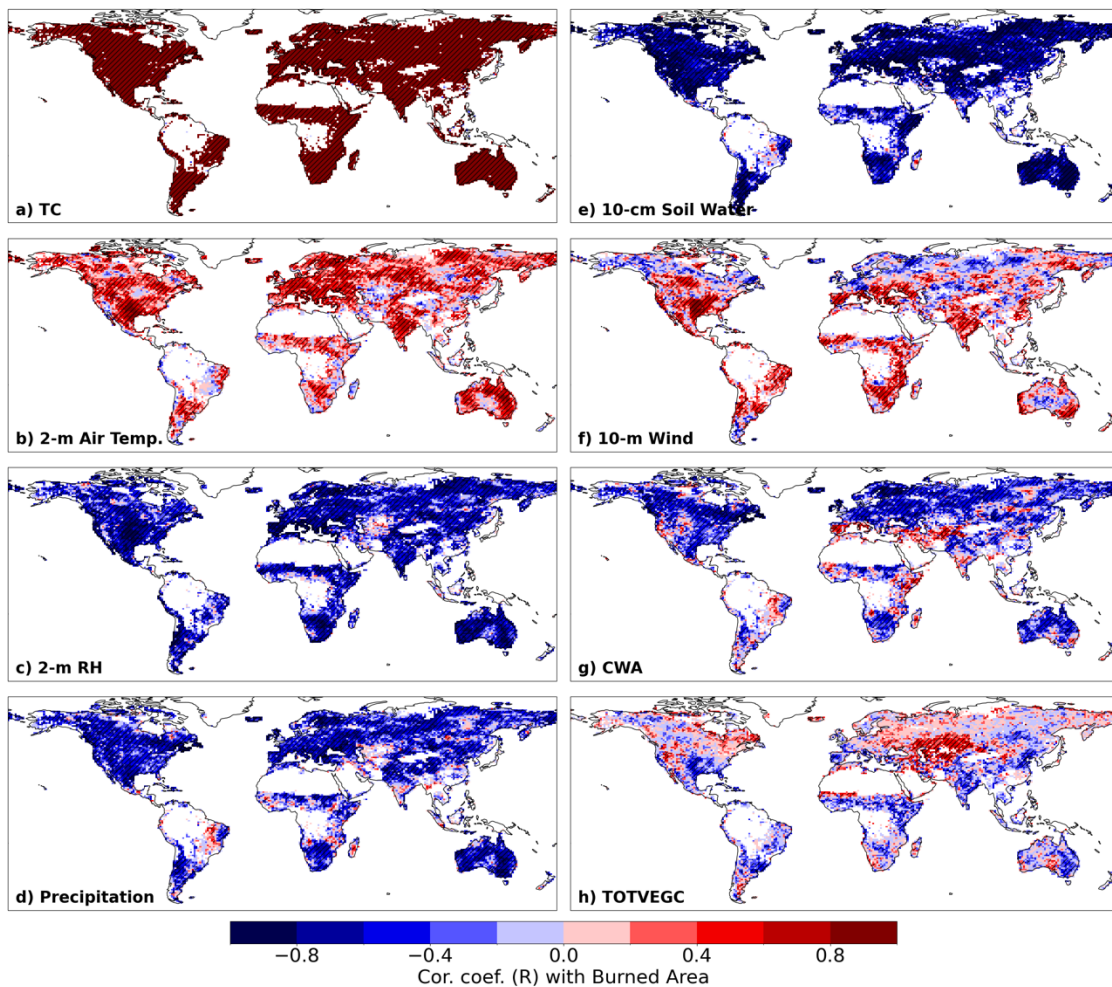 a) TC
e) 10-cm Soil Water
b) 2-m Air Temp.
f) 10-m Wind
c) 2-m RH
g) CWA
d) Precipitation
h) TOTVEGC
−0.8 −0.4 0.0 0.4 0.8
Cor. coef. (R) with Burned Area